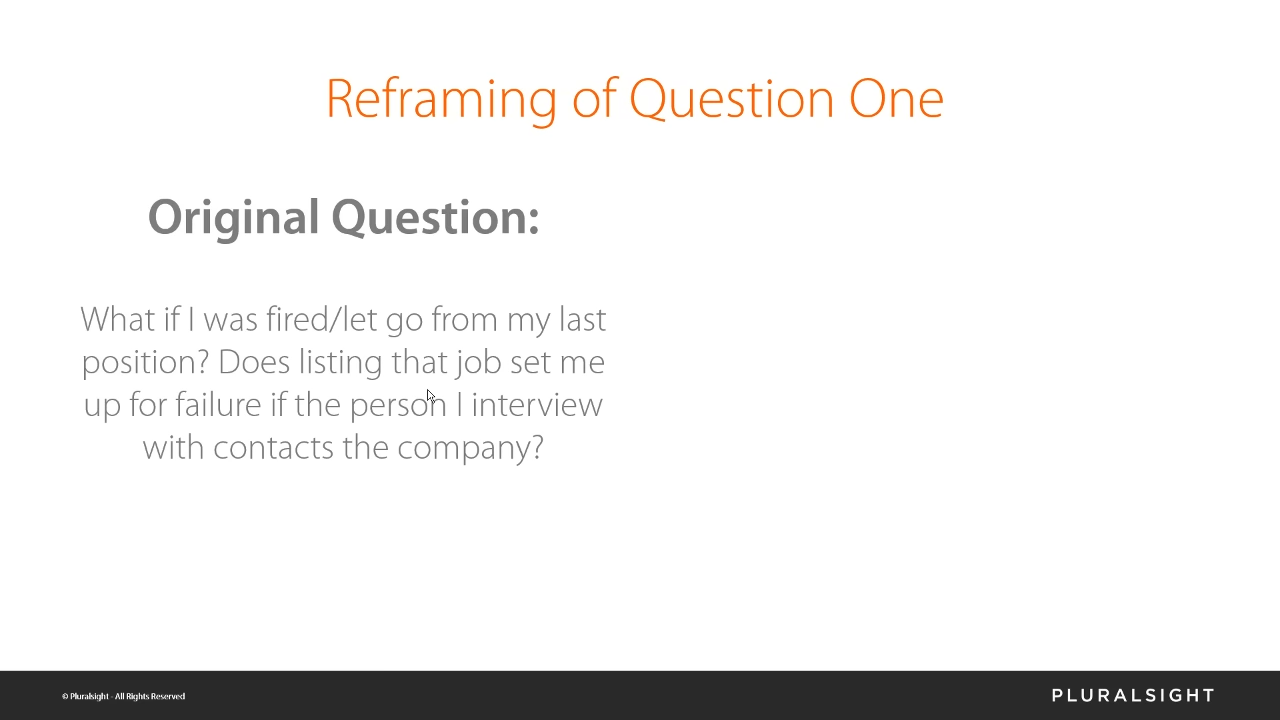 Reframing of Question One
Original Question:
What if I was fired/let go from my last
position? Does listing that job set me
up for failure if the person I interview
with contacts the company?
© Pluralsight - All Rights Reserved
PLURALSIGHT